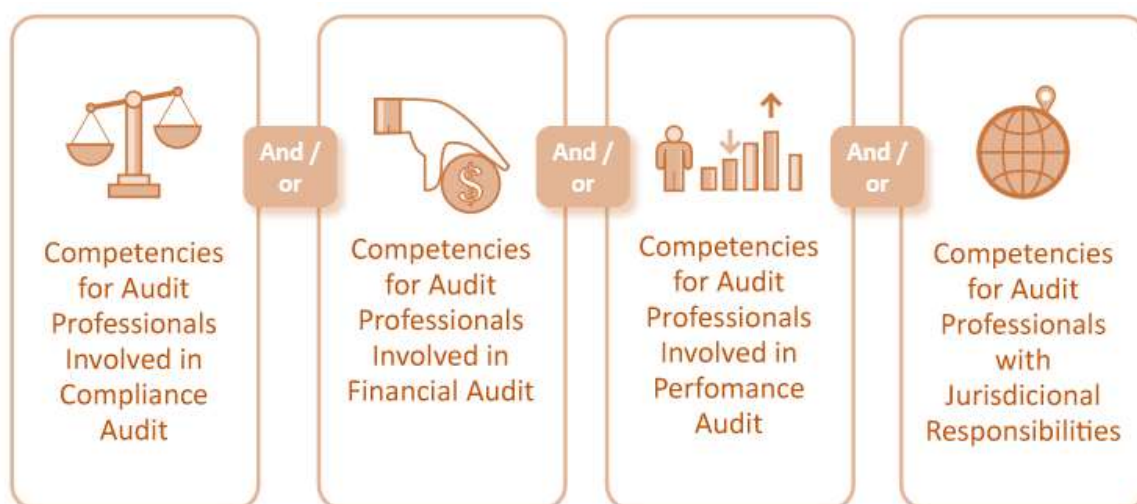 Competencies
for Audit
Professionals
Involved in
Compliance
Audit
And /
or
Competencies
for Audit
Professionals
Involved in
Financial Audit
And /
or
Competencies
for Audit
Professionals
Involved in
Perfomance
Audit
And /
or
Competencies
for Audit
Professionals
with
Jurisdicional
Responsibilities
$